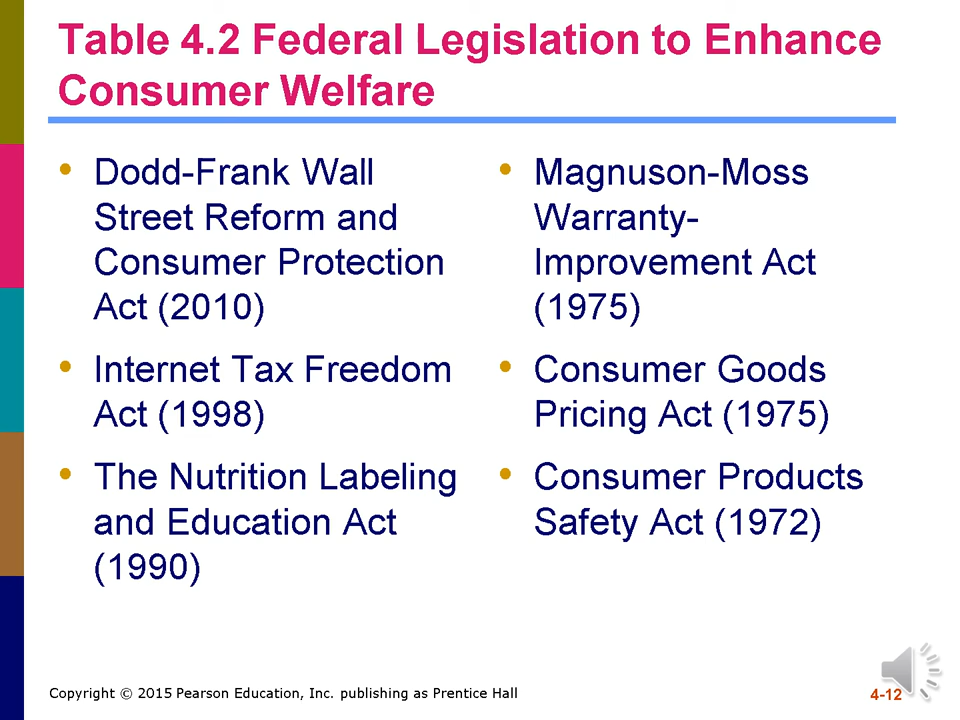 Table 4.2 Federal Legislation to Enhance
Consumer Welfare
• Dodd-Frank Wall
Street Reform and
Consumer Protection
Act (2010)
• Internet Tax Freedom
Act (1998)
• The Nutrition Labeling
and Education Act
(1990)
• Magnuson-Moss
Warranty-
Improvement Act
(1975)
• Consumer Goods
Pricing Act (1975)
• Consumer Products
Safety Act (1972)
Copyright © 2015 Pearson Education, Inc. publishing as Prentice Hall
4-12